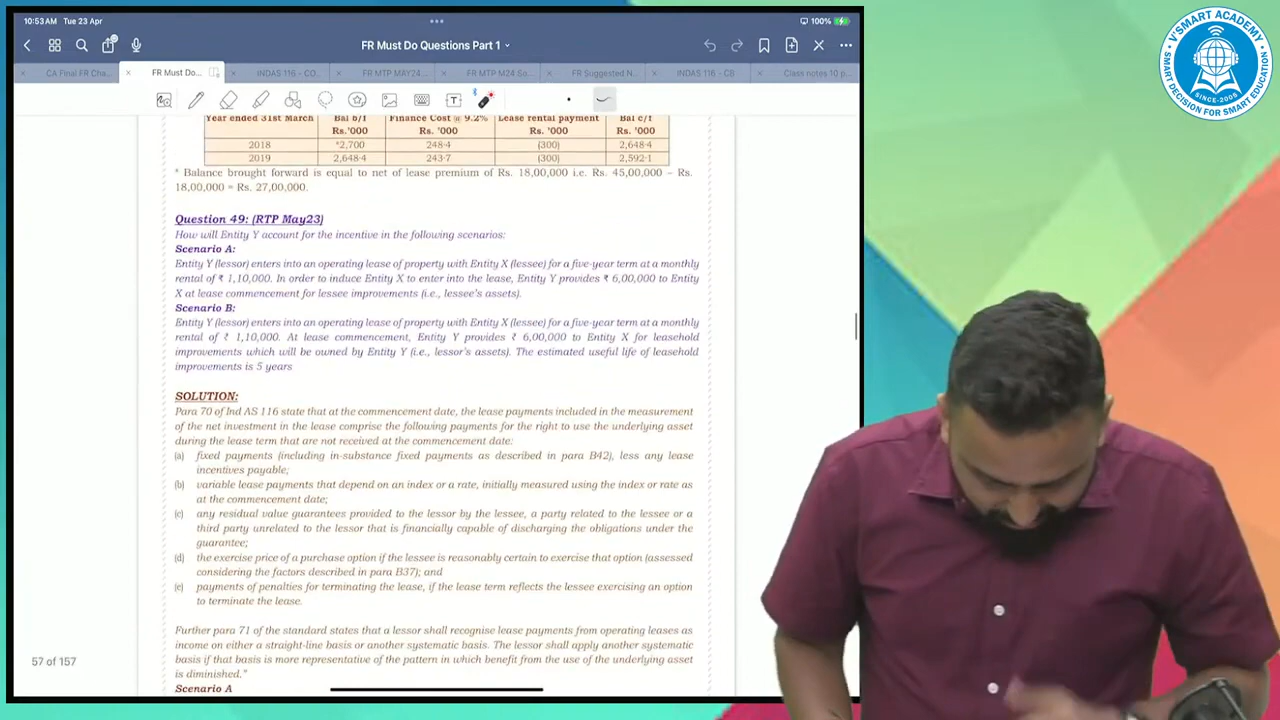 10:53 AM Tue 23 Apr
100%
FR Must Do Questions Part 1
CA Final FR Cha...
FR Must Do...
INDAS 116 - CO...
FR MTP MAY24...
FR MTP M24 So...
FR Suggested N...
INDAS 116 - CB
Class notes 10 p...
Year ended 31st March Bal b/f Finance Cost @ 9.2% Lease rental payment Bal c/f
Rs.'000 Rs. '000 Rs. '000 Rs. '000
2018 *2,700 248·4 (300) 2,648·4
2019 2,648·4 243·7 (300) 2,592·1
* Balance brought forward is equal to net of lease premium of Rs. 18,00,000 i.e. Rs. 45,00,000 – Rs.
18,00,000 = Rs. 27,00,000.
Question 49: (RTP May23)
How will Entity Y account for the incentive in the following scenarios:
Scenario A:
Entity Y (lessor) enters into an operating lease of property with Entity X (lessee) for a five-year term at a monthly
rental of ₹ 1,10,000. In order to induce Entity X to enter into the lease, Entity Y provides ₹ 6,00,000 to Entity
X at lease commencement for lessee improvements (i.e., lessee's assets).
Scenario B:
Entity Y (lessor) enters into an operating lease of property with Entity X (lessee) for a five-year term at a monthly
rental of ₹ 1,10,000. At lease commencement, Entity Y provides ₹ 6,00,000 to Entity X for leasehold
improvements which will be owned by Entity Y (i.e., lessor's assets). The estimated useful life of leasehold
improvements is 5 years
SOLUTION:
Para 70 of Ind AS 116 state that at the commencement date, the lease payments included in the measurement
of the net investment in the lease comprise the following payments for the right to use the underlying asset
during the lease term that are not received at the commencement date:
(a) fixed payments (including in-substance fixed payments as described in para B42), less any lease
incentives payable;
(b) variable lease payments that depend on an index or a rate, initially measured using the index or rate as
at the commencement date;
(c) any residual value guarantees provided to the lessor by the lessee, a party related to the lessee or a
third party unrelated to the lessor that is financially capable of discharging the obligations under the
guarantee;
(d) the exercise price of a purchase option if the lessee is reasonably certain to exercise that option (assessed
considering the factors described in para B37); and
(e) payments of penalties for terminating the lease, if the lease term reflects the lessee exercising an option
to terminate the lease.
Further para 71 of the standard states that a lessor shall recognise lease payments from operating leases as
income on either a straight-line basis or another systematic basis. The lessor shall apply another systematic
basis if that basis is more representative of the pattern in which benefit from the use of the underlying asset
is diminished."
Scenario A
57 of 157
V'SMART ACADEMY
SINCE-2008
SMART DECISION FOR SMART EDUCATION